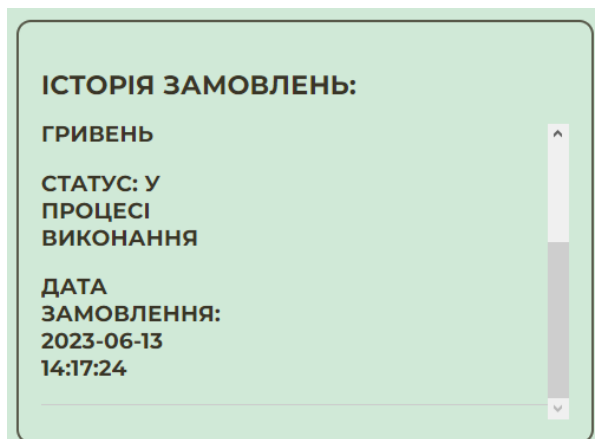 ІСТОРІЯ ЗАМОВЛЕНЬ:
ГРИВЕНЬ
СТАТУС: У
ПРОЦЕСІ
ВИКОНАННЯ
ДАТА
ЗАМОВЛЕННЯ:
2023-06-13
14:17:24